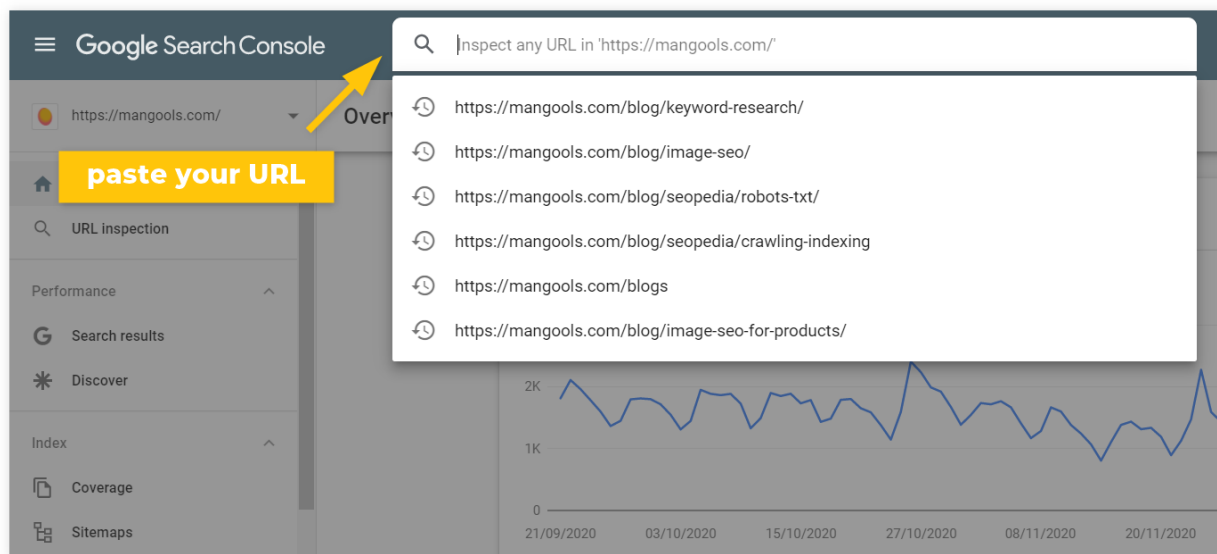 Google Search Console
Inspect any URL in 'https://mangools.com/'
https://mangools.com/
https://mangools.com/blog/keyword-research/
https://mangools.com/blog/image-seo/
https://mangools.com/blog/seopedia/robots-txt/
https://mangools.com/blog/seopedia/crawling-indexing
https://mangools.com/blogs
https://mangools.com/blog/image-seo-for-products/
paste your URL
URL inspection
Performance
Search results
Discover
Index
Coverage
Sitemaps
2K
1K
0
21/09/2020 03/10/2020 15/10/2020 27/10/2020 08/11/2020 20/11/2020